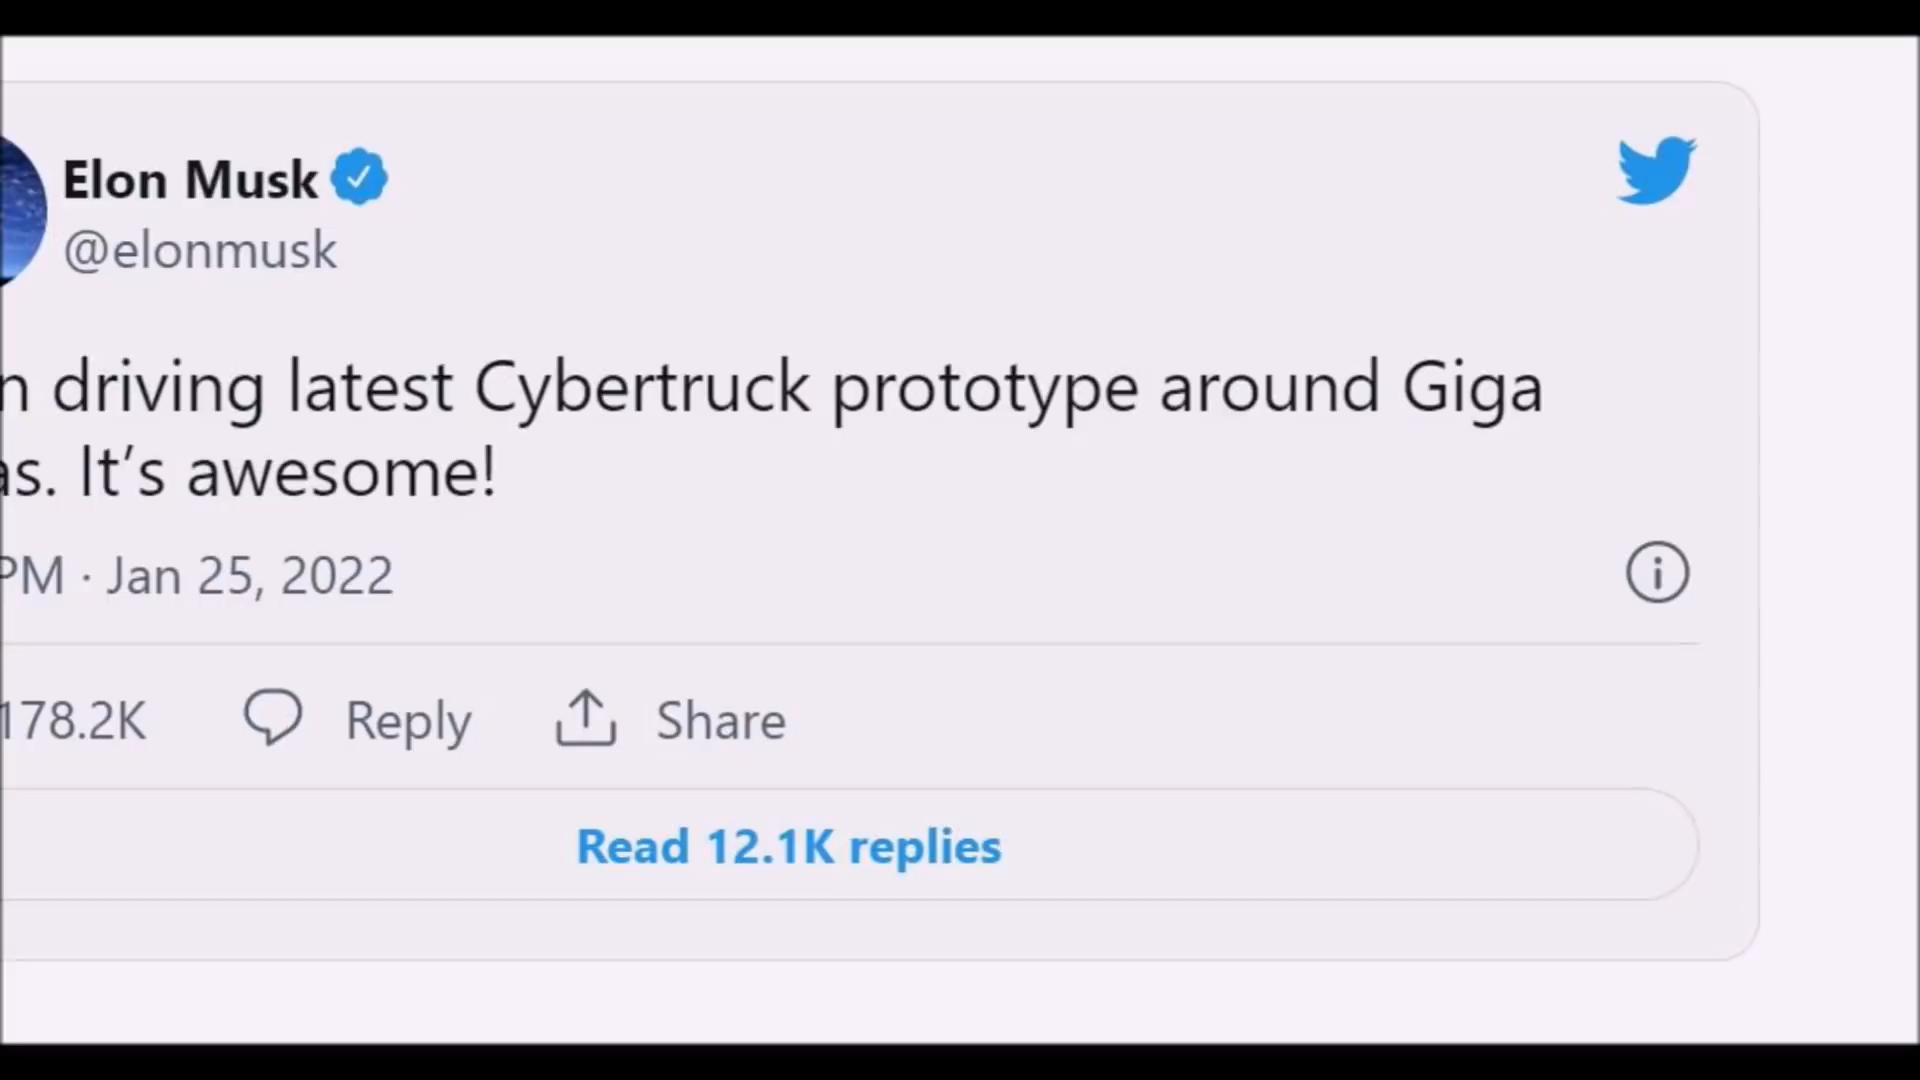 Elon Musk
@elonmusk
n driving latest Cybertruck prototype around Giga
as. It’s awesome!
PM · Jan 25, 2022
178.2K Reply Share
Read 12.1K replies